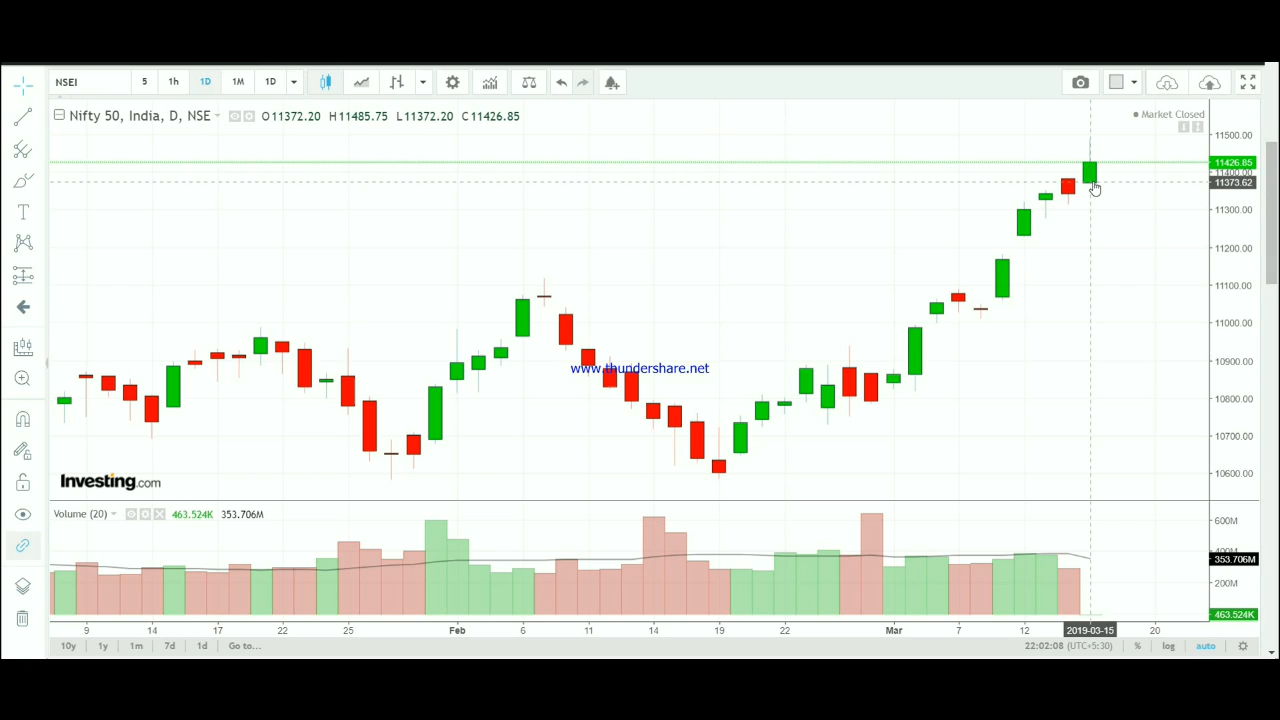 NSEI 5 1h 1D 1M 1D
Nifty 50, India, D, NSE O11372.20 H11485.75 L11372.20 C11426.85
Market Closed
11500.00
11426.85
11400.00
11373.62
11300.00
11200.00
11100.00
11000.00
10900.00
www.thundershare.net
10800.00
10700.00
10600.00
Investing.com
Volume (20) 463.524K 353.706M
600M
400M
353.706M
200M
463.524K
9 14 17 22 25 Feb 6 11 14 19 22 Mar 7 12 2019-03-15 20
10y 1y 1m 7d 1d Go to... 22:02:08 (UTC+5:30) % log auto